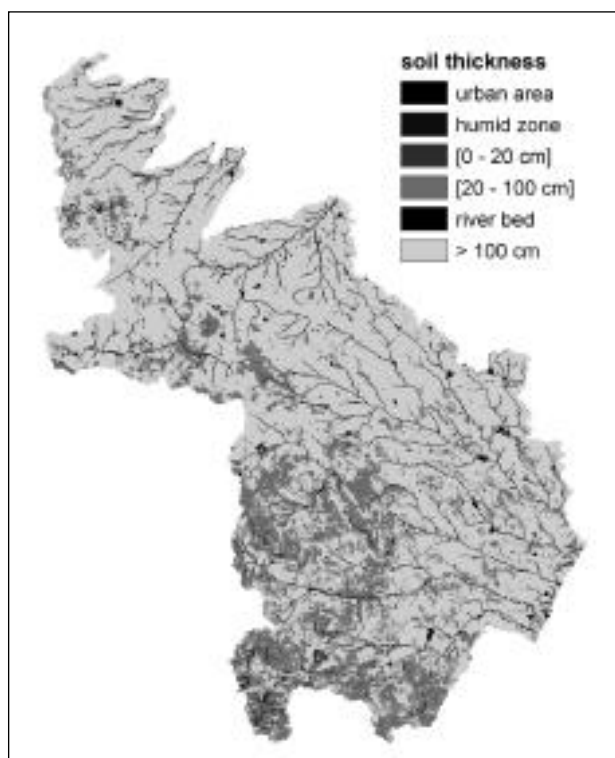 soil thickness
urban area
humid zone
[0 - 20 cm]
[20 - 100 cm]
river bed
> 100 cm